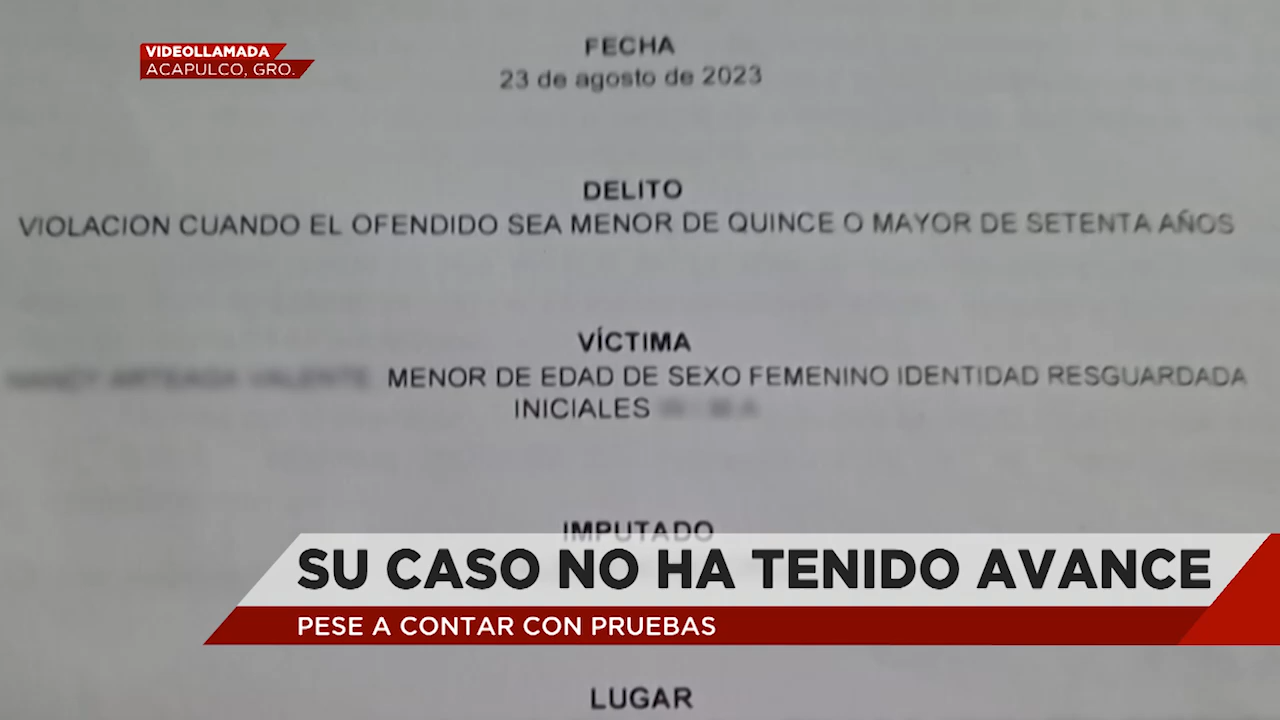 VIDEOLLAMADA
ACAPULCO, GRO.
FECHA
23 de agosto de 2023
DELITO
VIOLACION CUANDO EL OFENDIDO SEA MENOR DE QUINCE O MAYOR DE SETENTA AÑOS
VÍCTIMA
MENOR DE EDAD DE SEXO FEMENINO IDENTIDAD RESGUARDADA
INICIALES
IMPUTADO
SU CASO NO HA TENIDO AVANCE
PESE A CONTAR CON PRUEBAS
LUGAR